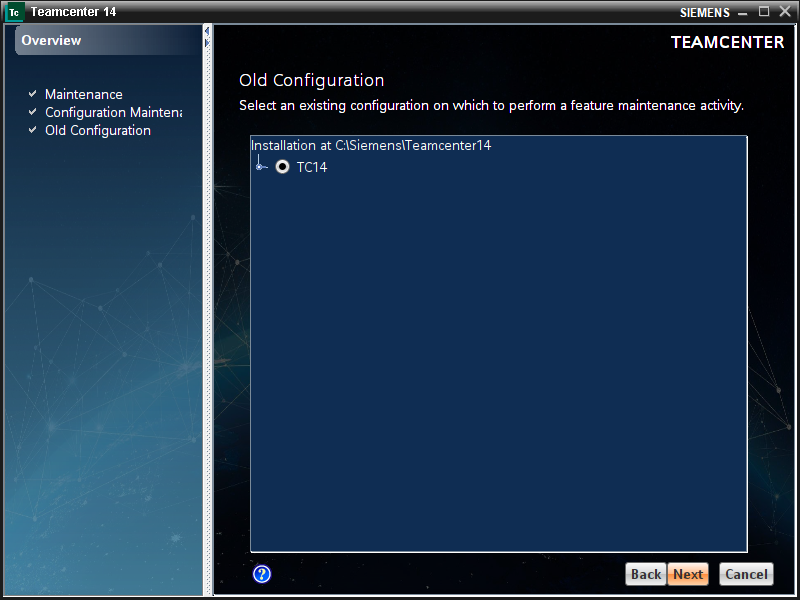 Tc Teamcenter 14 SIEMENS
Overview
TEAMCENTER
Maintenance
Configuration Maintena
Old Configuration
Old Configuration
Select an existing configuration on which to perform a feature maintenance activity.
Installation at C:\Siemens\Teamcenter14
TC14
? Back Next Cancel